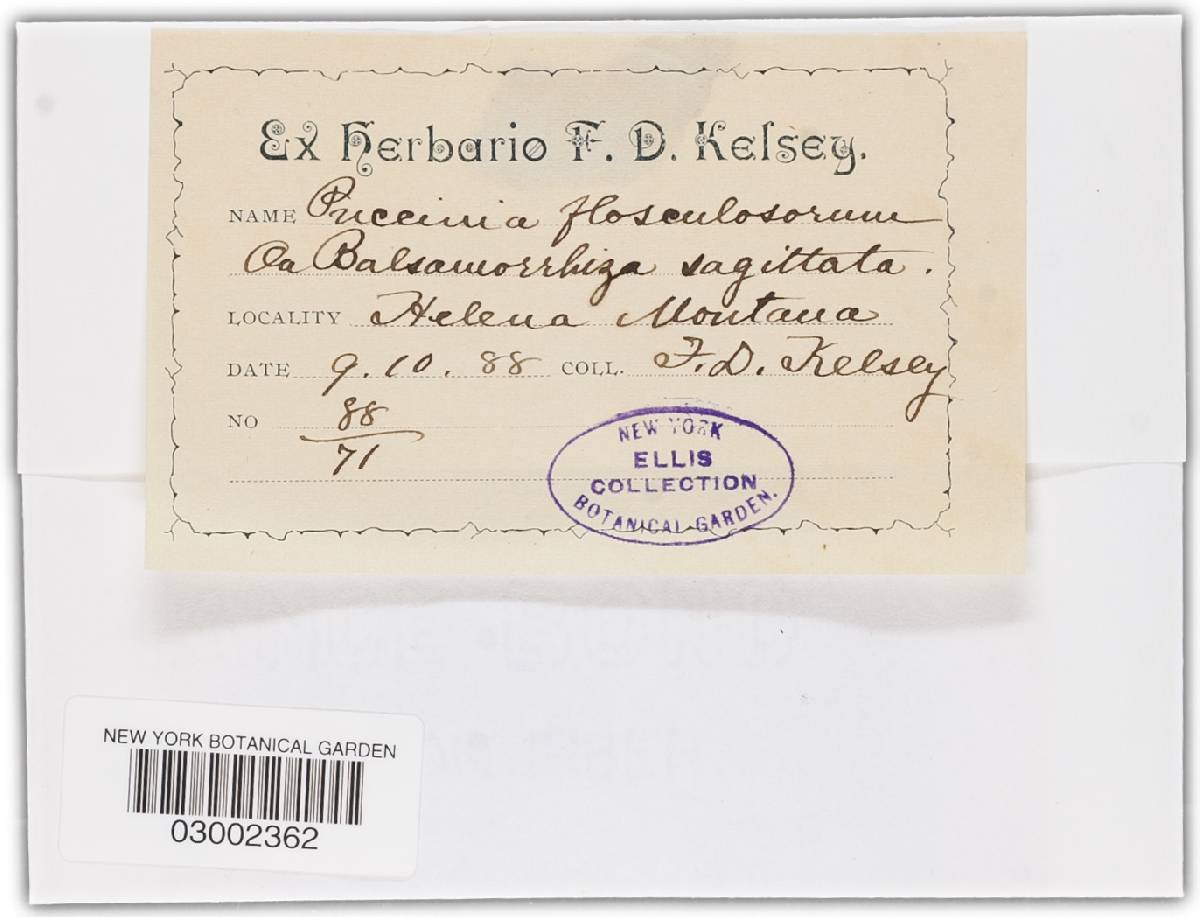 Ex Herbario F. D. Kelsey.
NAME Puccinia flosculosorum
On Balsamorrhiza sagittata.
LOCALITY Helena Montana
DATE 9.10.88 COLL. F.D. Kelsey
NO 88
71
NEW YORK
ELLIS
COLLECTION
BOTANICAL GARDEN.
NEW YORK BOTANICAL GARDEN
03002362